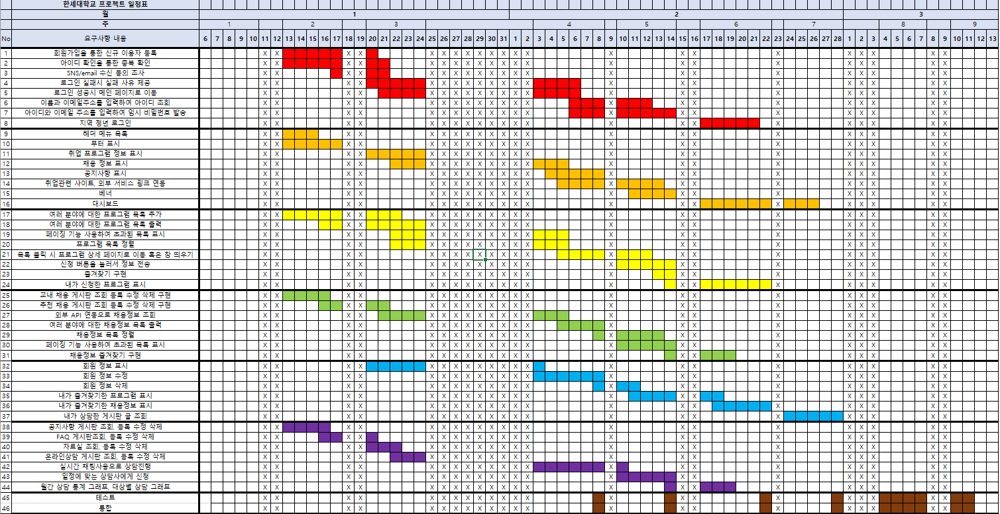 한세대학교 프로젝트 일정표
월 1 2 3
주 1 2 3 4 5 6 7 8 9
No 요구사항 내용 6 7 8 9 10 11 12 13 14 15 16 17 18 19 20 21 22 23 24 25 26 27 28 29 30 31 1 2 3 4 5 6 7 8 9 10 11 12 13 14 15 16 17 18 19 20 21 22 23 24 25 26 27 28 1 2 3 4 5 6 7 8 9 10 11 12 13
1 회원가입을 통한 신규 이용자 등록 X X X X X X X X X X X X X X X X X X X X X X
2 아이디 확인을 통한 중복 확인 X X X X X X X X X X X X X X X X X X X X X X
3 SNS/email 수신 동의 조사 X X X X X X X X X X X X X X X X X X X X X X
4 로그인 실패시 실패 사유 제공 X X X X X X X X X X X X X X X X X X X X X X
5 로그인 성공시 메인 페이지로 이동 X X X X X X X X X X X X X X X X X X X X X X
6 이름과 이메일주소를 입력하여 아이디 조회 X X X X X X X X X X X X X X X X X X X X X X
7 아이디와 이메일 주소를 입력하여 임시 비밀번호 발송 X X X X X X X X X X X X X X X X X X X X X X
8 지역 청년 로그인 X X X X X X X X X X X X X X X X X X X X X X
9 헤더 메뉴 목록 X X X X X X X X X X X X X X X X X X X X X X
10 푸터 표시 X X X X X X X X X X X X X X X X X X X X X X
11 취업 프로그램 정보 표시 X X X X X X X X X X X X X X X X X X X X X X
12 채용 정보 표시 X X X X X X X X X X X X X X X X X X X X X X
13 공지사항 표시 X X X X X X X X X X X X X X X X X X X X X X
14 취업관련 사이트, 외부 서비스 링크 연동 X X X X X X X X X X X X X X X X X X X X X X
15 베너 X X X X X X X X X X X X X X X X X X X X X X
16 대시보드 X X X X X X X X X X X X X X X X X X X X X X
17 여러 분야에 대한 프로그램 목록 추가 X X X X X X X X X X X X X X X X X X X X X X
18 여러 분야에 대한 프로그램 목록 출력 X X X X X X X X X X X X X X X X X X X X X X
19 페이징 기능 사용하여 초과된 목록 표시 X X X X X X X X X X X X X X X X X X X X X X
20 프로그램 목록 정렬 X X X X X X X X X X X X X X X X X X X X X X
21 목록 클릭 시 프로그램 상세 페이지로 이동 혹은 창 띄우기 X X X X X X X X X X X X X X X X X X X X X X
22 신청 버튼을 눌러서 정보 전송 X X X X X X X X X X X X X X X X X X X X X X
23 즐겨찾기 구현 X X X X X X X X X X X X X X X X X X X X X X
24 내가 신청한 프로그램 표시 X X X X X X X X X X X X X X X X X X X X X X
25 교내 채용 게시판 조회 등록 수정 삭제 구현 X X X X X X X X X X X X X X X X X X X X X X
26 추천 채용 게시판 조회 등록 수정 삭제 구현 X X X X X X X X X X X X X X X X X X X X X X
27 외부 API 연동으로 채용정보 조회 X X X X X X X X X X X X X X X X X X X X X X
28 여러 분야에 대한 채용정보 목록 출력 X X X X X X X X X X X X X X X X X X X X X X
29 채용정보 목록 정렬 X X X X X X X X X X X X X X X X X X X X X X
30 페이징 기능 사용하여 초과된 목록 표시 X X X X X X X X X X X X X X X X X X X X X X
31 채용정보 즐겨찾기 구현 X X X X X X X X X X X X X X X X X X X X X X
32 회원 정보 표시 X X X X X X X X X X X X X X X X X X X X X X
33 회원 정보 수정 X X X X X X X X X X X X X X X X X X X X X X
34 회원 정보 삭제 X X X X X X X X X X X X X X X X X X X X X X
35 내가 즐겨찾기한 프로그램 표시 X X X X X X X X X X X X X X X X X X X X X X
36 내가 즐겨찾기한 채용정보 표시 X X X X X X X X X X X X X X X X X X X X X X
37 내가 상담한 게시판 글 조회 X X X X X X X X X X X X X X X X X X X X X X
38 공지사항 게시판 조회, 등록 수정 삭제 X X X X X X X X X X X X X X X X X X X X X X
39 FAQ 게시판조회, 등록 수정 삭제 X X X X X X X X X X X X X X X X X X X X X X
40 자료실 조회, 등록 수정 삭제 X X X X X X X X X X X X X X X X X X X X X X
41 온라인상담 게시판 조회, 등록 수정 삭제 X X X X X X X X X X X X X X X X X X X X X X
42 실시간 채팅사용으로 상담진행 X X X X X X X X X X X X X X X X X X X X X X
43 일정에 맞는 상담사에게 신청 X X X X X X X X X X X X X X X X X X X X X X
44 월간 상담 통계 그래프, 대상별 상담 그래프 X X X X X X X X X X X X X X X X X X X X X X
45 테스트 X X X X X X X X X X X X X X X X X X X X X X
46 통합 X X X X X X X X X X X X X X X X X X X X X X